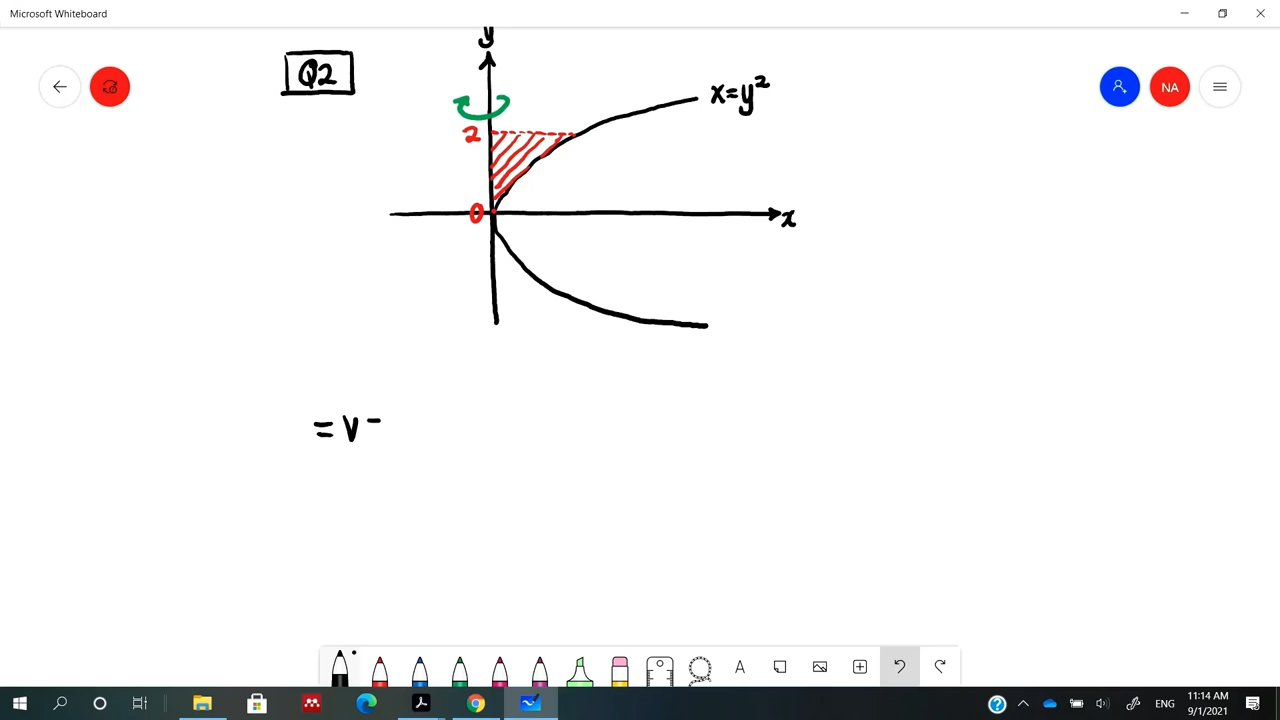 Microsoft Whiteboard
y
Q2
x=y²
NA
2
0
x
= v -
A
ENG
11:14 AM
9/1/2021